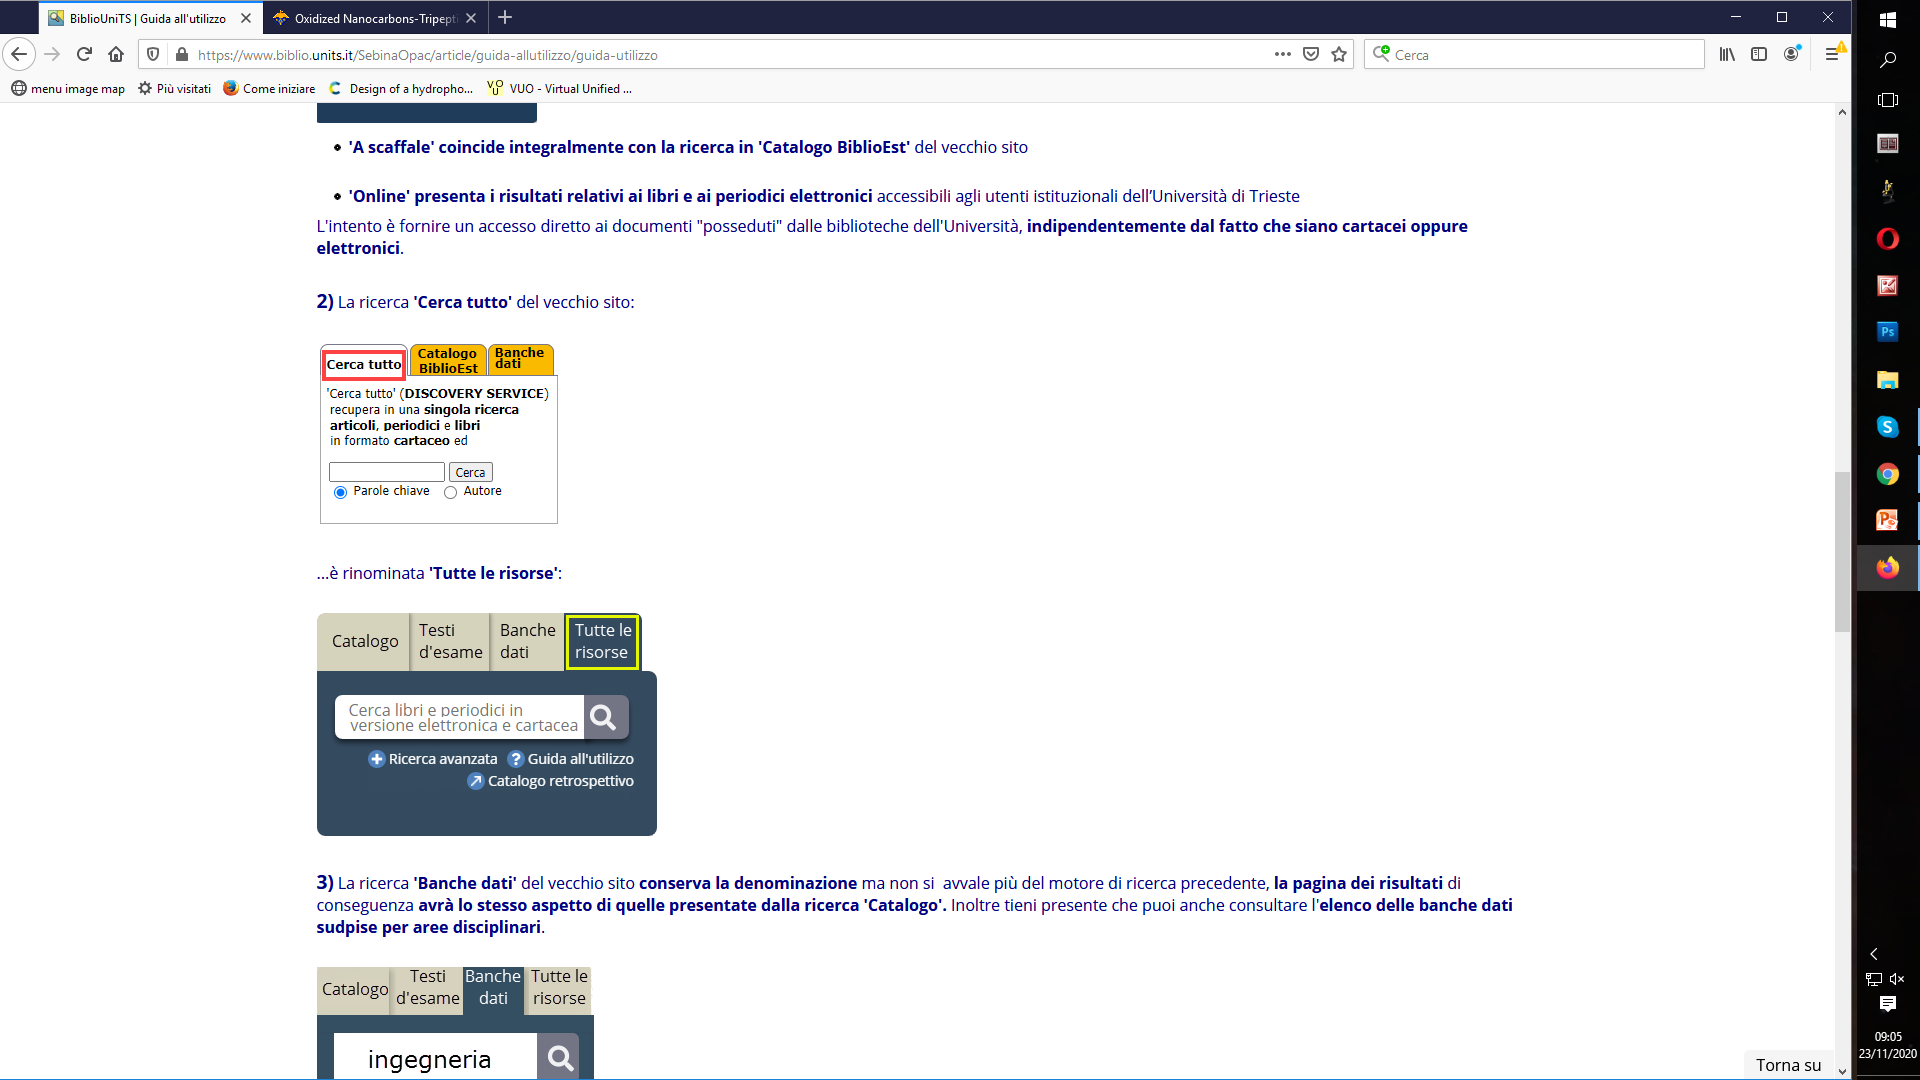 BiblioUniTS | Guida all'utilizzo
Oxidized Nanocarbons-Tripepti
https://www.biblio.units.it/SebinaOpac/article/guida-allutilizzo/guida-utilizzo
Cerca
menu image map
Più visitati
Come iniziare
Design of a hydropho...
VUO - Virtual Unified ...
'A scaffale' coincide integralmente con la ricerca in 'Catalogo BiblioEst' del vecchio sito
'Online' presenta i risultati relativi ai libri e ai periodici elettronici accessibili agli utenti istituzionali dell’Università di Trieste
L'intento è fornire un accesso diretto ai documenti "posseduti" dalle biblioteche dell'Università, indipendentemente dal fatto che siano cartacei oppure
elettronici.
2) La ricerca 'Cerca tutto' del vecchio sito:
Cerca tutto
Catalogo
BiblioEst
Banche
dati
'Cerca tutto' (DISCOVERY SERVICE)
recupera in una singola ricerca
articoli, periodici e libri
in formato cartaceo ed
Cerca
Parole chiave
Autore
...è rinominata 'Tutte le risorse':
Catalogo
Testi
d'esame
Banche
dati
Tutte le
risorse
Cerca libri e periodici in
versione elettronica e cartacea
Ricerca avanzata
Guida all'utilizzo
Catalogo retrospettivo
3) La ricerca 'Banche dati' del vecchio sito conserva la denominazione ma non si  avvale più del motore di ricerca precedente, la pagina dei risultati di
conseguenza avrà lo stesso aspetto di quelle presentate dalla ricerca 'Catalogo'. Inoltre tieni presente che puoi anche consultare l'elenco delle banche dati
sudpise per aree disciplinari.
Catalogo
Testi
d'esame
Banche
dati
Tutte le
risorse
ingegneria
Torna su
09:05
23/11/2020